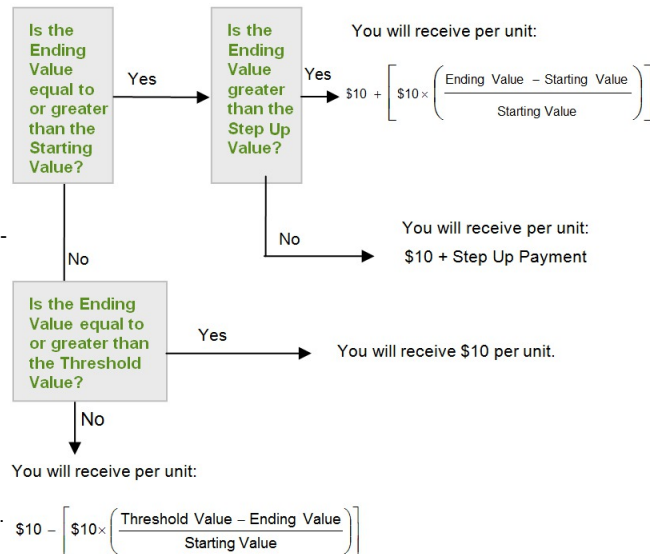 Is the
Ending
Value
equal to
or greater
than the
Starting
Value?
Yes
Is the
Ending
Value
greater
than the
Step Up
Value?
Yes
You will receive per unit:
$10 + [$10 × (Ending Value – Starting Value / Starting Value)]
No
You will receive per unit:
$10 + Step Up Payment
No
Is the Ending
Value equal to
or greater than
the Threshold
Value?
Yes
You will receive $10 per unit.
No
You will receive per unit:
$10 – [$10× (Threshold Value – Ending Value / Starting Value)]